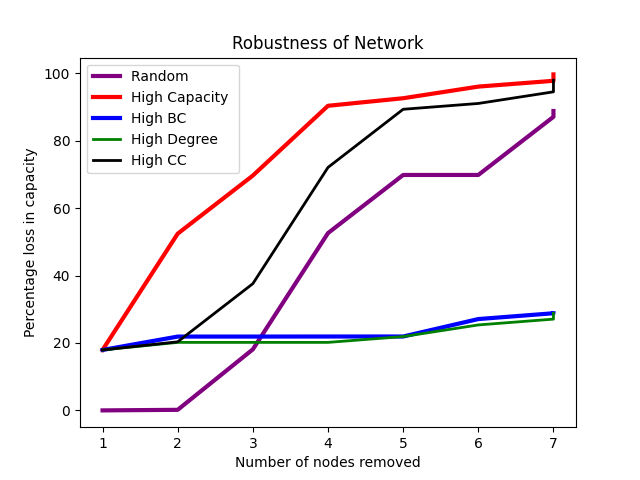 Robustness of Network
Random
High Capacity
High BC
High Degree
High CC
Percentage loss in capacity
100
80
60
40
20
0
1 2 3 4 5 6 7
Number of nodes removed